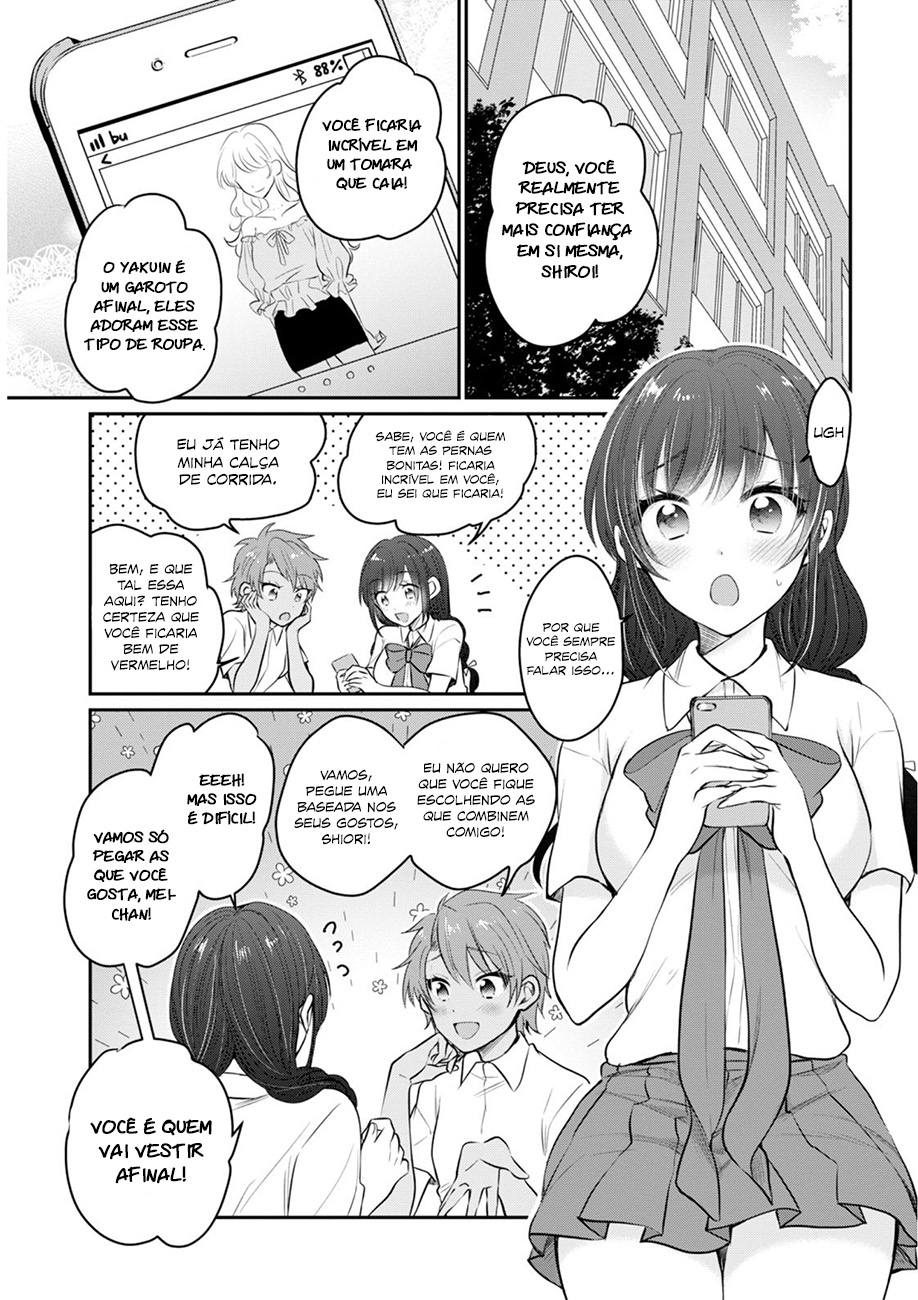 DEUS, VOCÊ
REALMENTE
PRECISA TER
MAIS CONFIANÇA
EM SI MESMA,
SHIROI!
VOCÊ FICARIA
INCRÍVEL EM
UM TOMARA
QUE CAIA!
88%
bu
O YAKUIN É
UM GAROTO
AFINAL, ELES
ADORAM ESSE
TIPO DE ROUPA.
UGH
POR QUE
VOCÊ SEMPRE
PRECISA
FALAR ISSO...
SABE, VOCÊ É QUEM
TEM AS PERNAS
BONITAS! FICARIA
INCRÍVEL EM VOCÊ,
EU SEI QUE FICARIA!
EU JÁ TENHO
MINHA CALÇA
DE CORRIDA.
BEM, E QUE
TAL ESSA
AQUI? TENHO
CERTEZA QUE
VOCÊ FICARIA
BEM DE
VERMELHO!
EU NÃO QUERO
QUE VOCÊ FIQUE
ESCOLHENDO AS
QUE COMBINEM
COMIGO!
VAMOS,
PEGUE UMA
BASEADA NOS
SEUS GOSTOS,
SHIORI!
EEEH!
MAS ISSO
É DIFÍCIL!
VAMOS SÓ
PEGAR AS
QUE VOCÊ
GOSTA, MEI-
CHAN!
VOCÊ É QUEM
VAI VESTIR
AFINAL!